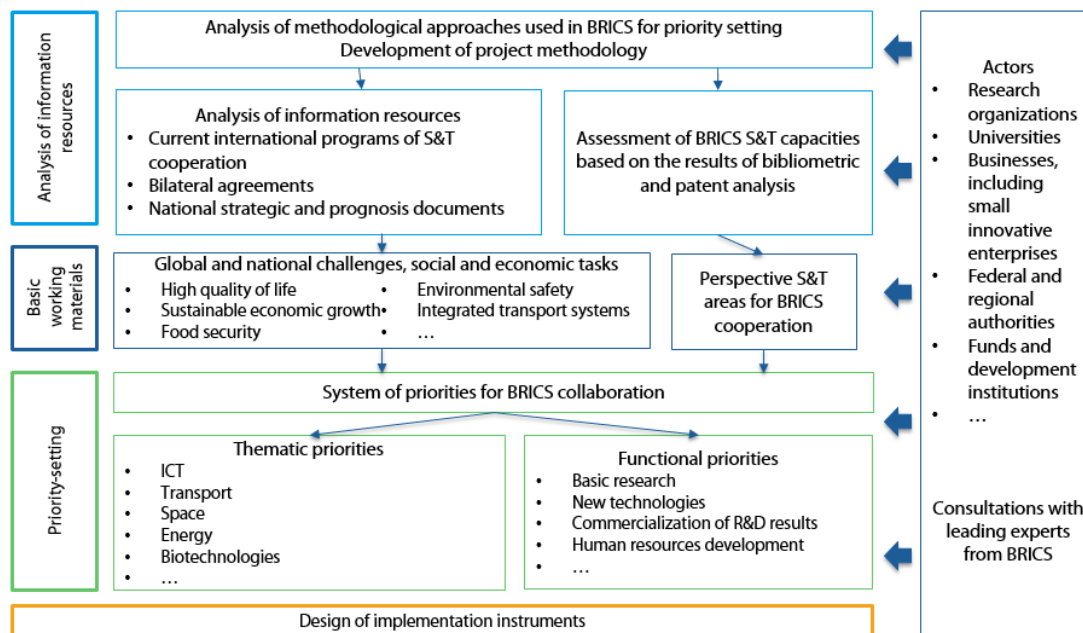 Analysis of information
resources
Analysis of methodological approaches used in BRICS for priority setting
Development of project methodology
Analysis of information resources
• Current international programs of S&T
cooperation
• Bilateral agreements
• National strategic and prognosis documents
Assessment of BRICS S&T capacities
based on the results of bibliometric
and patent analysis
Basic
working
materials
Global and national challenges, social and economic tasks
• High quality of life
• Sustainable economic growth
• Food security
• Environmental safety
• Integrated transport systems
• …
Perspective S&T
areas for BRICS
cooperation
Priority-setting
System of priorities for BRICS collaboration
Thematic priorities
• ICT
• Transport
• Space
• Energy
• Biotechnologies
• …
Functional priorities
• Basic research
• New technologies
• Commercialization of R&D results
• Human resources development
• …
Design of implementation instruments
Actors
• Research
organizations
• Universities
• Businesses,
including
small
innovative
enterprises
• Federal and
regional
authorities
• Funds and
development
institutions
• …
Consultations with
leading experts
from BRICS